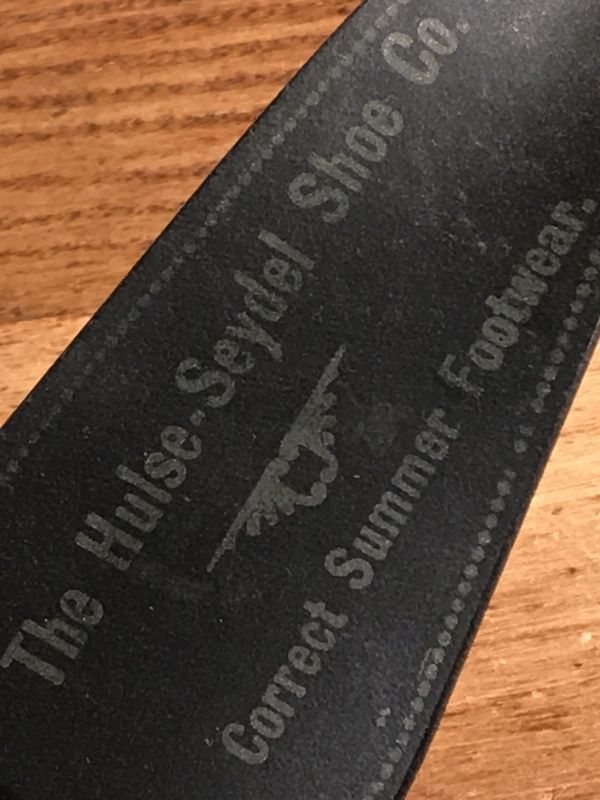 The Hulse-Seydel Shoe Co.
Correct Summer Footwear.